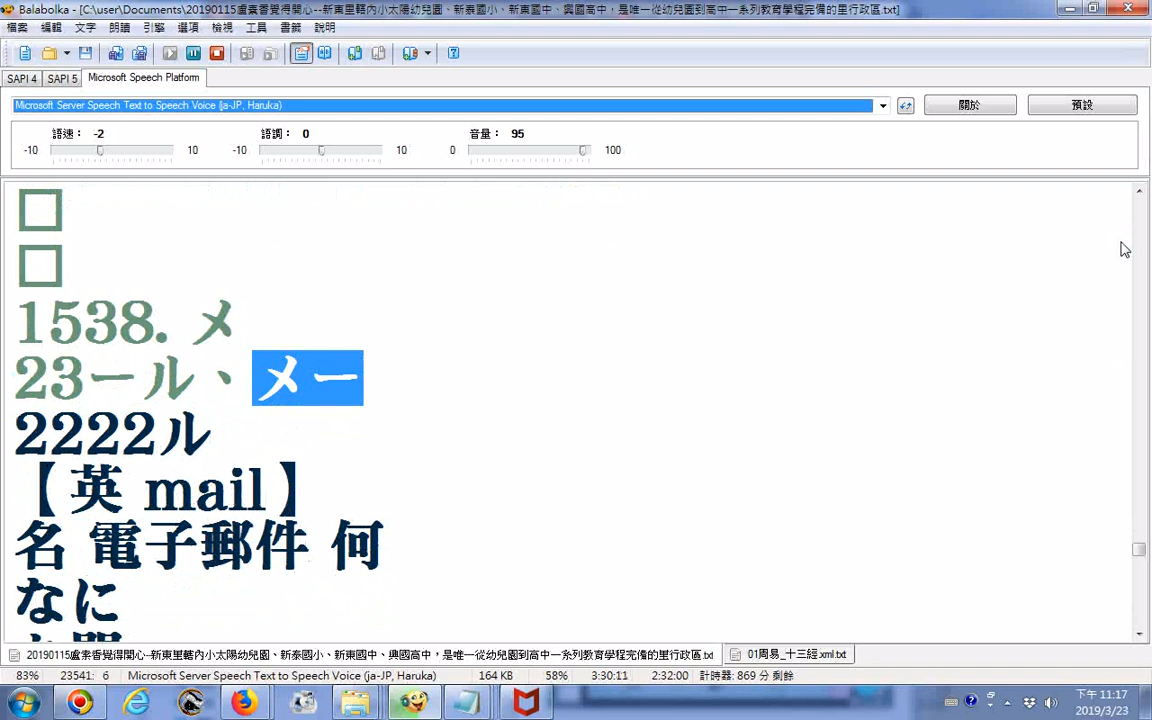 Balabolka - [C:\user\Documents\20190115盧素香覺得開心--新東里轄內小太陽幼兒園、新泰國小、新東國中、興國高中，是唯一從幼兒園到高中一系列教育學程完備的里行政區.txt]
檔案 編輯 文字 朗讀 引擎 選項 檢視 工具 書籤 說明
SAPI 4 SAPI 5 Microsoft Speech Platform
Microsoft Server Speech Text to Speech Voice (ja-JP, Haruka)
關於 預設
語速： -2 語調： 0 音量： 95
-10 10 -10 10 0 100
□
□
1538. メ
23ール、メー
2222ル
【英 mail】
名 電子郵件 何
なに
20190115盧素香覺得開心--新東里轄內小太陽幼兒園、新泰國小、新東國中、興國高中，是唯一從幼兒園到高中一系列教育學程完備的里行政區.txt 01周易_十三經.xml.txt
83% 23541: 6 Microsoft Server Speech Text to Speech Voice (ja-JP, Haruka) 164 KB 58% 3:30:11 2:32:00 計時器: 869 分 剩餘
下午 11:17
2019/3/23